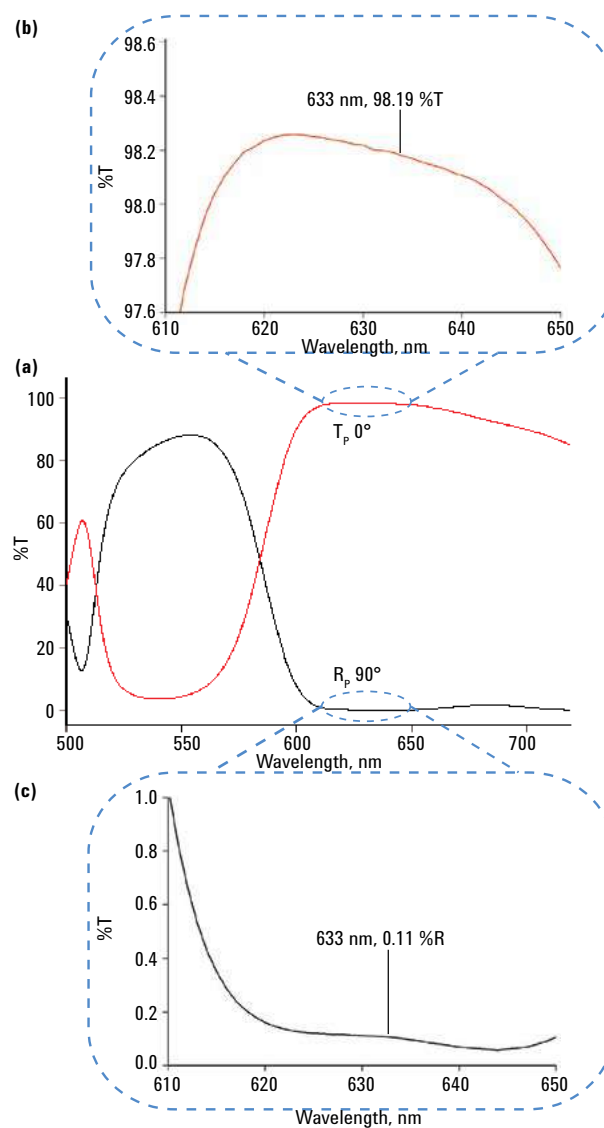 (b)
98.6
98.4
98.2
98.0
97.8
97.6
%T
633 nm, 98.19 %T
610 620 630 640 650
Wavelength, nm
(a)
100
80
60
40
20
0
%T
T_P 0°
R_P 90°
500 550 600 650 700
Wavelength, nm
(c)
1.0
0.8
0.6
0.4
0.2
0.0
%T
633 nm, 0.11 %R
610 620 630 640 650
Wavelength, nm